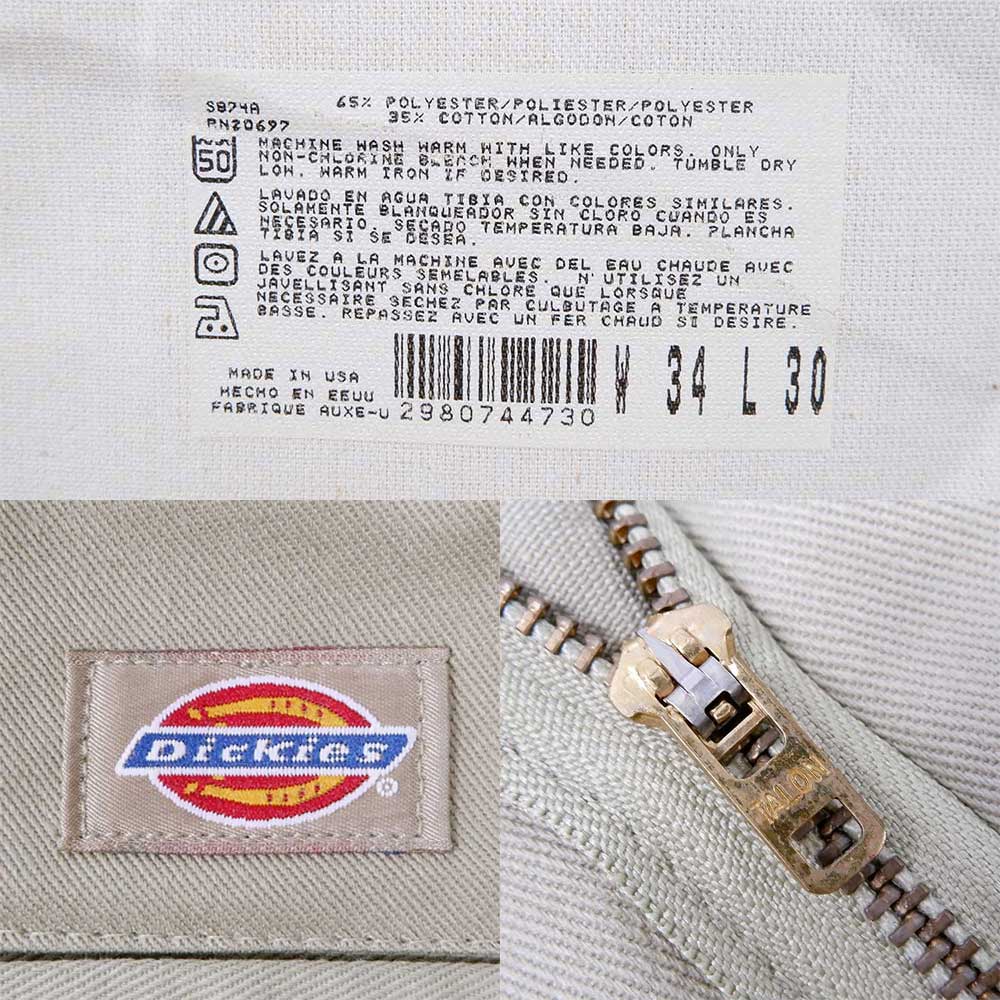 S874A
PN20697
65% POLYESTER/POLIESTER/POLYESTER
35% COTTON/ALGODON/COTON
50
MACHINE WASH WARM WITH LIKE COLORS. ONLY
NON-CHLORINE BLEACH WHEN NEEDED. TUMBLE DRY
LOW. WARM IRON IF DESIRED.
LAVADO EN AGUA TIBIA CON COLORES SIMILARES.
SOLAMENTE BLANQUEADOR SIN CLORO CUANDO ES
NECESARIO. SECADO TEMPERATURA BAJA. PLANCHA
TIBIA SI SE DESEA.
LAVEZ A LA MACHINE AVEC DEL EAU CHAUDE AVEC
DES COULEURS SEMELABLES. N'UTILISEZ UN
JAVELLISANT SANS CHLORE QUE LORSQUE
NECESSAIRE SECHEZ PAR CULBUTAGE A TEMPERATURE
BASSE. REPASSEZ AVEC UN FER CHAUD SI DESIRE.
MADE IN USA
HECHO EN EEUU
FABRIQUE AUXE-U
2980744730
W 34 L 30
Dickies
®
TALON